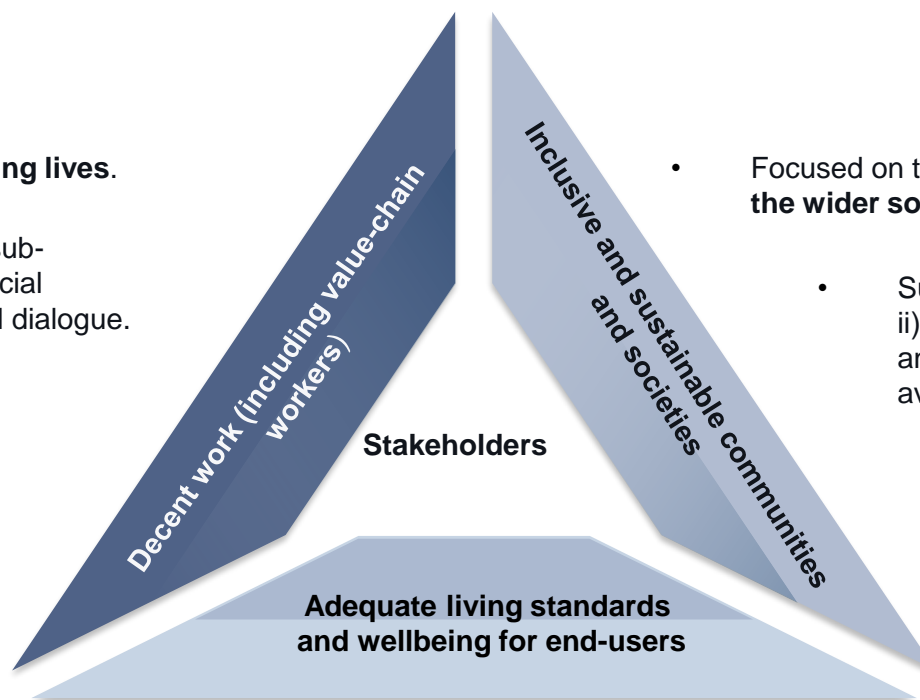 ng lives.
sub-
cial
l dialogue.
Decent work (including value-chain
workers)
Inclusive and sustainable communities
and societies
• Focused on t
the wider so
• Su
ii)
ar
av
Stakeholders
Adequate living standards
and wellbeing for end-users